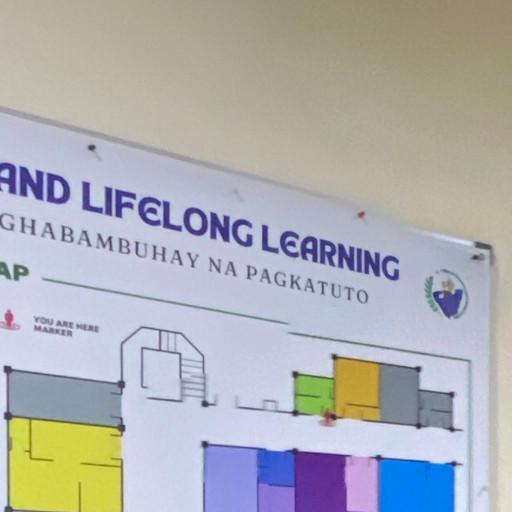 AND LIFELONG LEARNING
GHABAMBUHAY NA PAGKATUTO
AP
YOU ARE HERE
MARKER